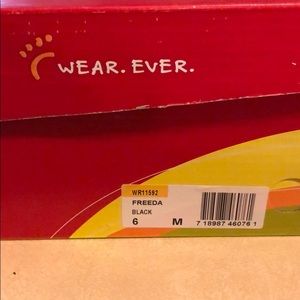 WEAR. EVER.
WR11592
FREEDA
BLACK
6 M
7 18987 46076 1